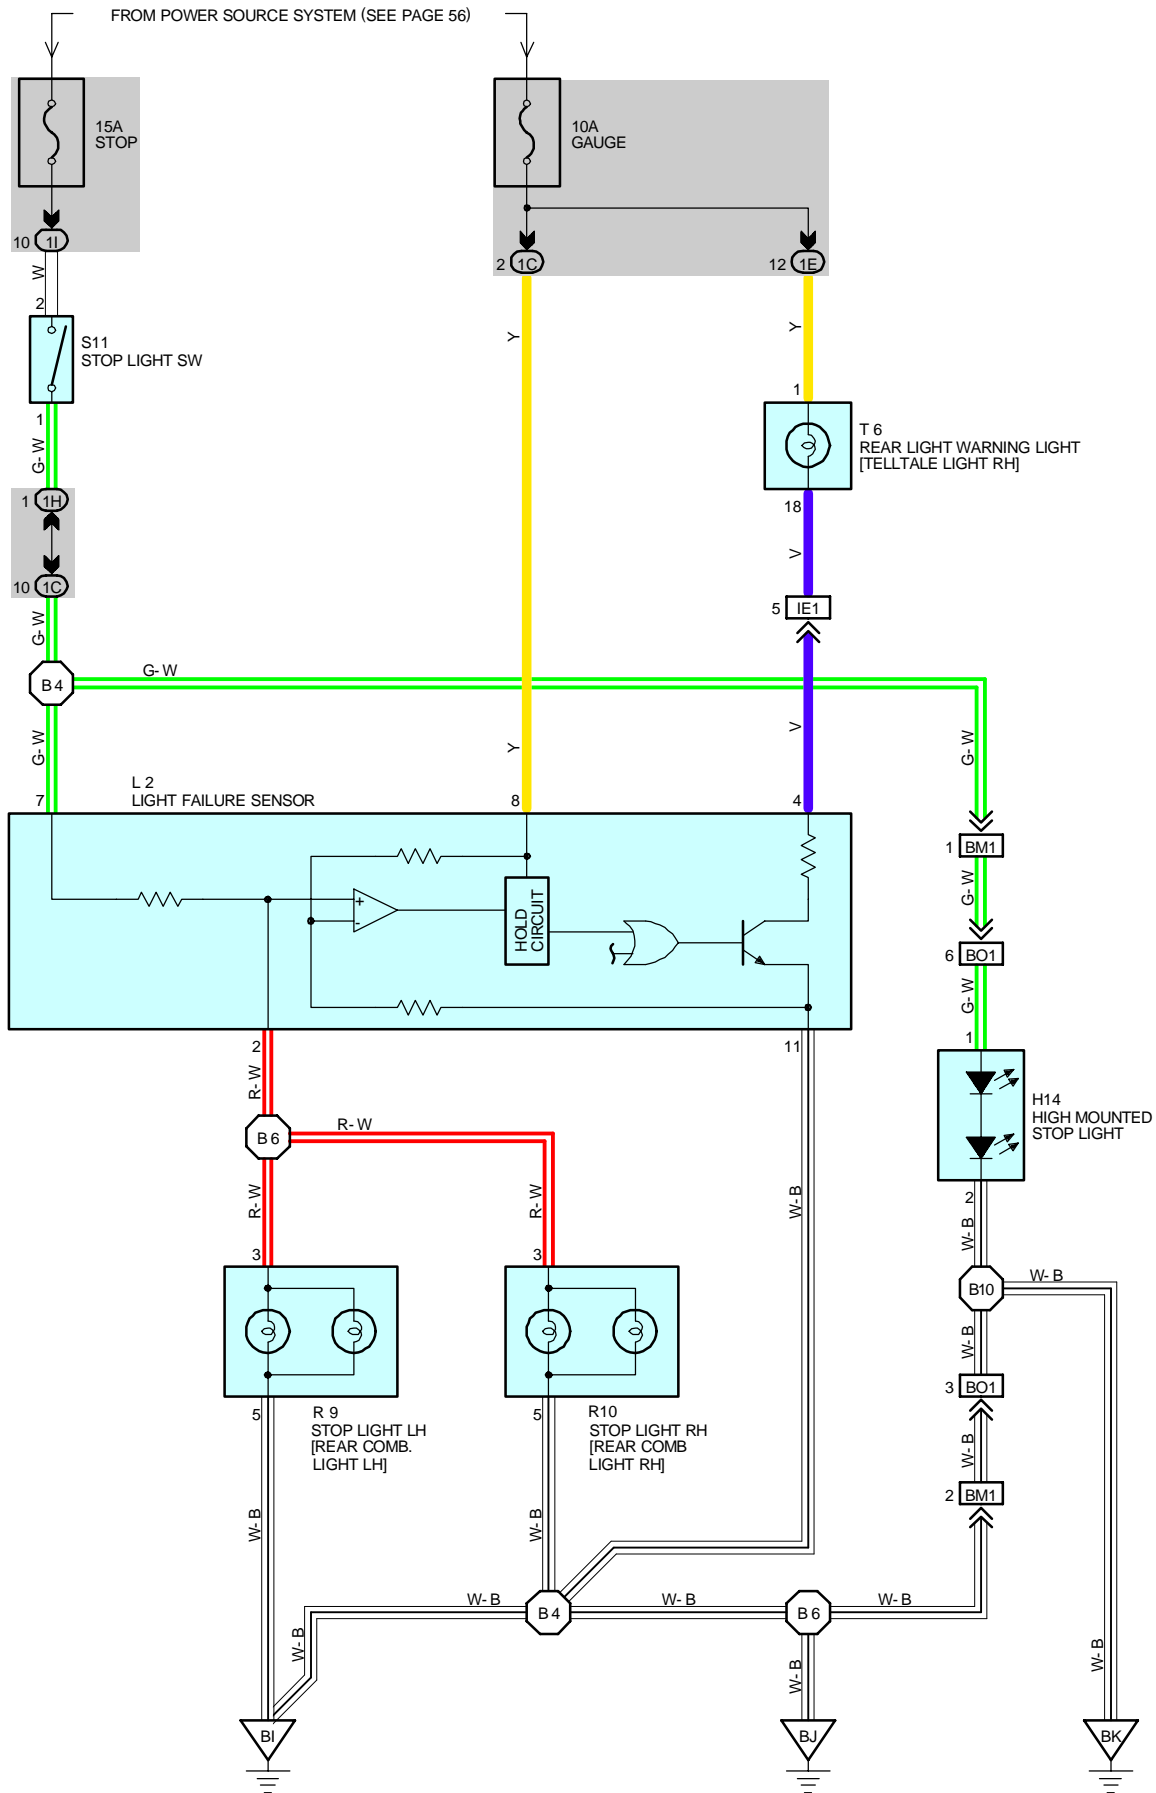 FROM POWER SOURCE SYSTEM (SEE PAGE 56)
15A
STOP
10A
GAUGE
10 1I
2 1C
12 1E
W
2
S11
STOP LIGHT SW
Y
Y
1
1
T 6
REAR LIGHT WARNING LIGHT
[TELLTALE LIGHT RH]
G- W
1 1H
18
V
10 1C
5 IE1
G- W
B 4
G- W
G- W
Y
V
G- W
L 2
LIGHT FAILURE SENSOR
7
8
4
1 BM1
G- W
+
-
HOLD
CIRCUIT
6 BO1
G- W
1
2
11
R- W
H14
HIGH MOUNTED
STOP LIGHT
B 6
R- W
R- W
R- W
W- B
2
W- B
3
3
B10
W- B
W- B
3 BO1
5
R 9
STOP LIGHT LH
[REAR COMB.
LIGHT LH]
5
R10
STOP LIGHT RH
[REAR COMB
LIGHT RH]
W- B
2 BM1
W- B
W- B
W- B
B 4
W- B
B 6
W- B
W- B
W- B
W- B
BI
BJ
BK